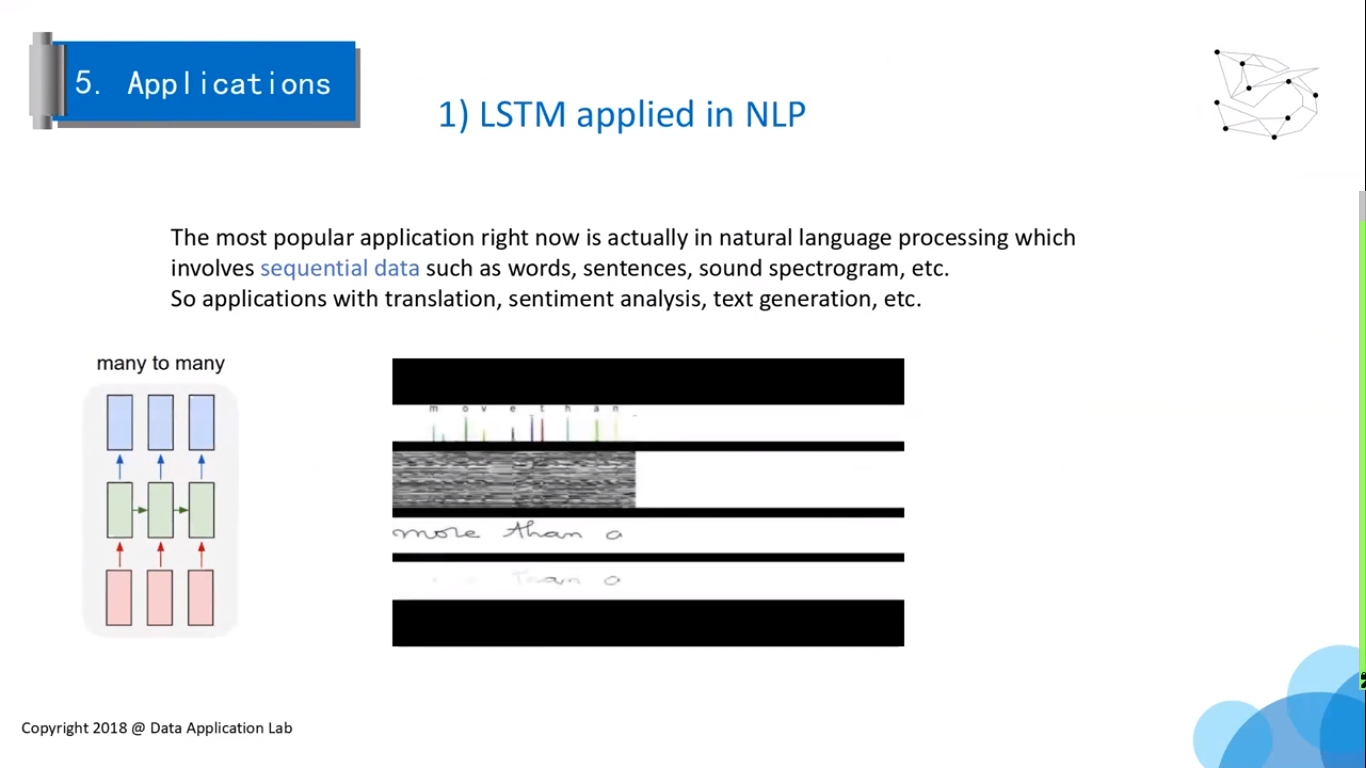 5. Applications
1) LSTM applied in NLP
The most popular application right now is actually in natural language processing which
involves sequential data such as words, sentences, sound spectrogram, etc.
So applications with translation, sentiment analysis, text generation, etc.
many to many
m o v e t h a n
more than a
Than a
Copyright 2018 @ Data Application Lab